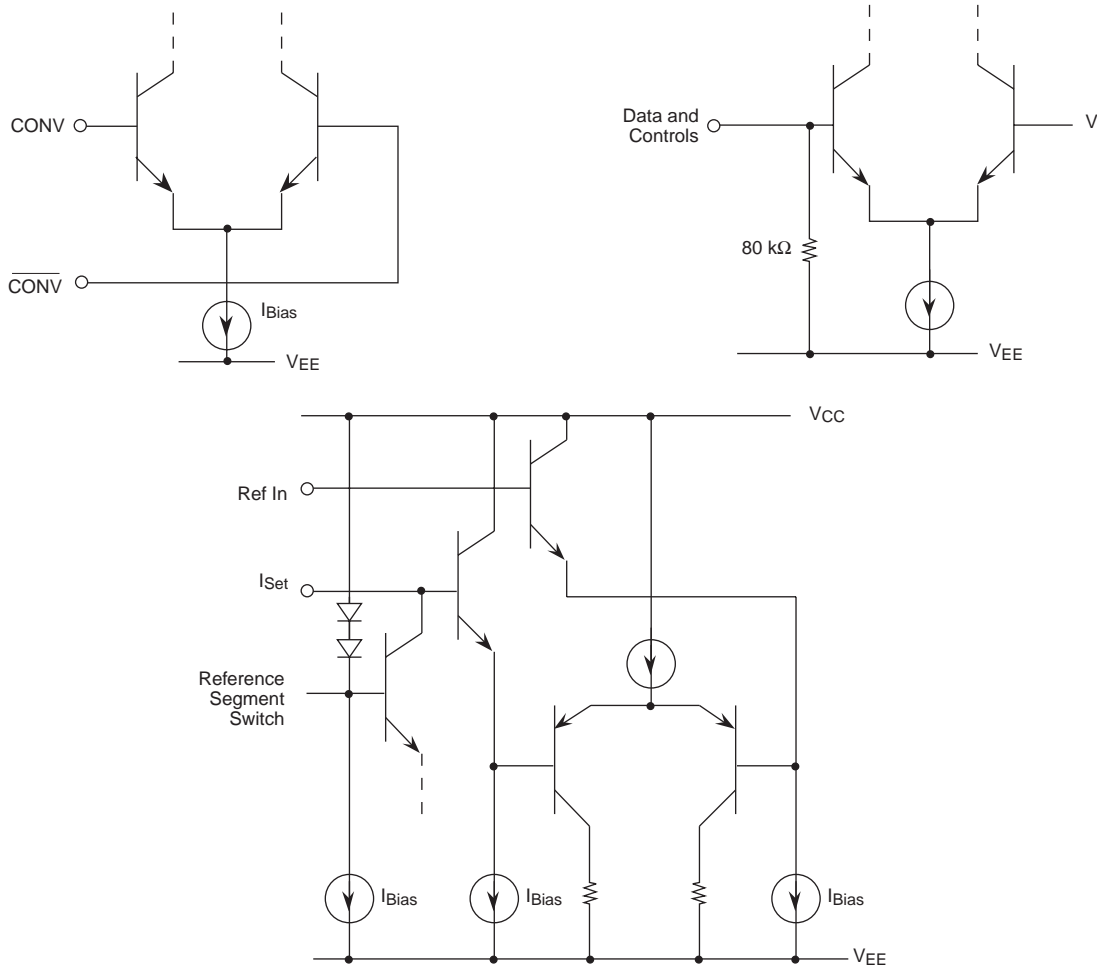 CONV
CONV
IBias
VEE
Data and
Controls
V
80 kΩ
VEE
VCC
Ref In
ISet
Reference
Segment
Switch
IBias
IBias
IBias
VEE